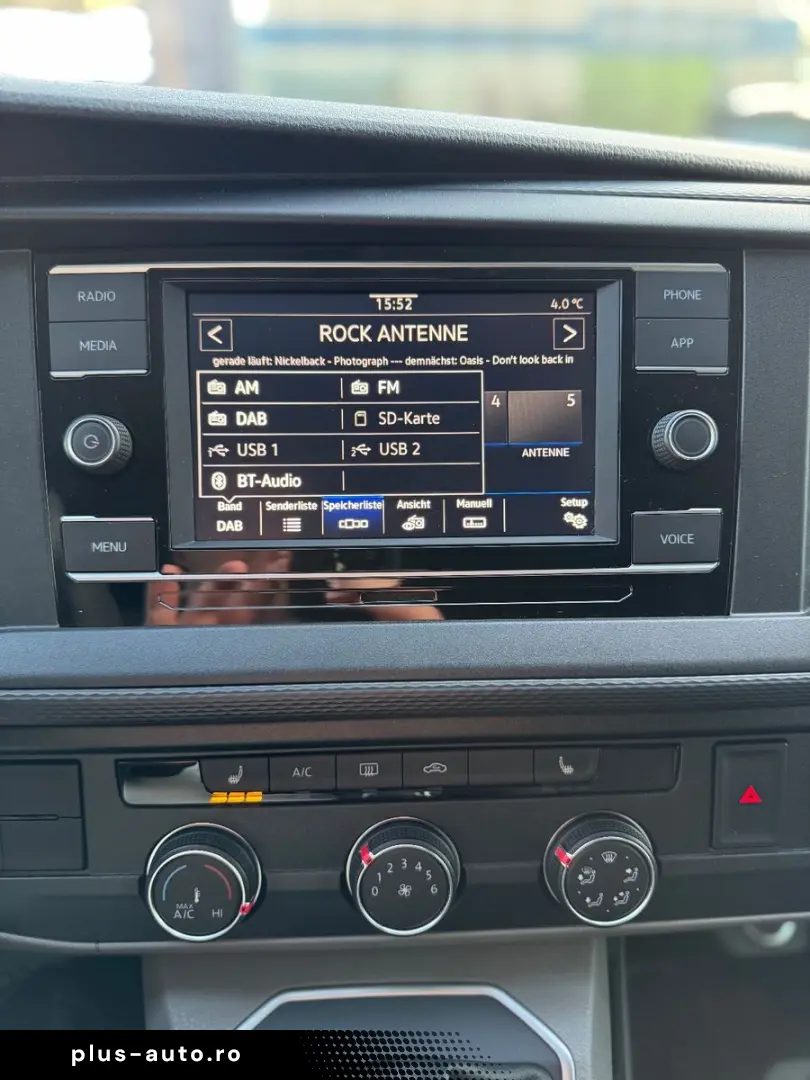 RADIO
MEDIA
MENU
PHONE
APP
VOICE
15:52
4.0 °C
< ROCK ANTENNE >
gerade läuft: Nickelback - Photograph --- demnächst: Oasis - Don't look back in
AM FM
DAB SD-Karte
USB 1 USB 2
BT-Audio
4 5
ANTENNE
Band Senderliste Speicherliste Ansicht Manuell Setup
DAB
A/C
MAX
A/C HI
0 1 2 3 4 5 6
plus-auto.ro